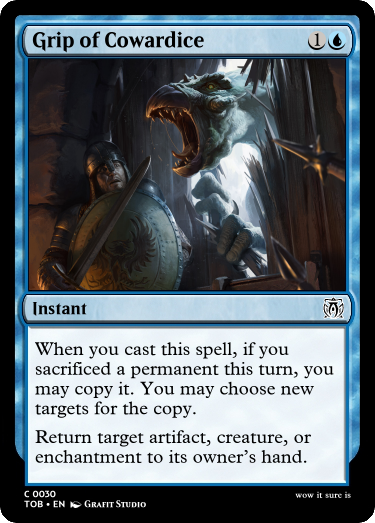 Grip of Cowardice 1
Instant
When you cast this spell, if you
sacrificed a permanent this turn, you
may copy it. You may choose new
targets for the copy.
Return target artifact, creature, or
enchantment to its owner's hand.
C 0030
TOB • EN Grafit Studio
wow it sure is